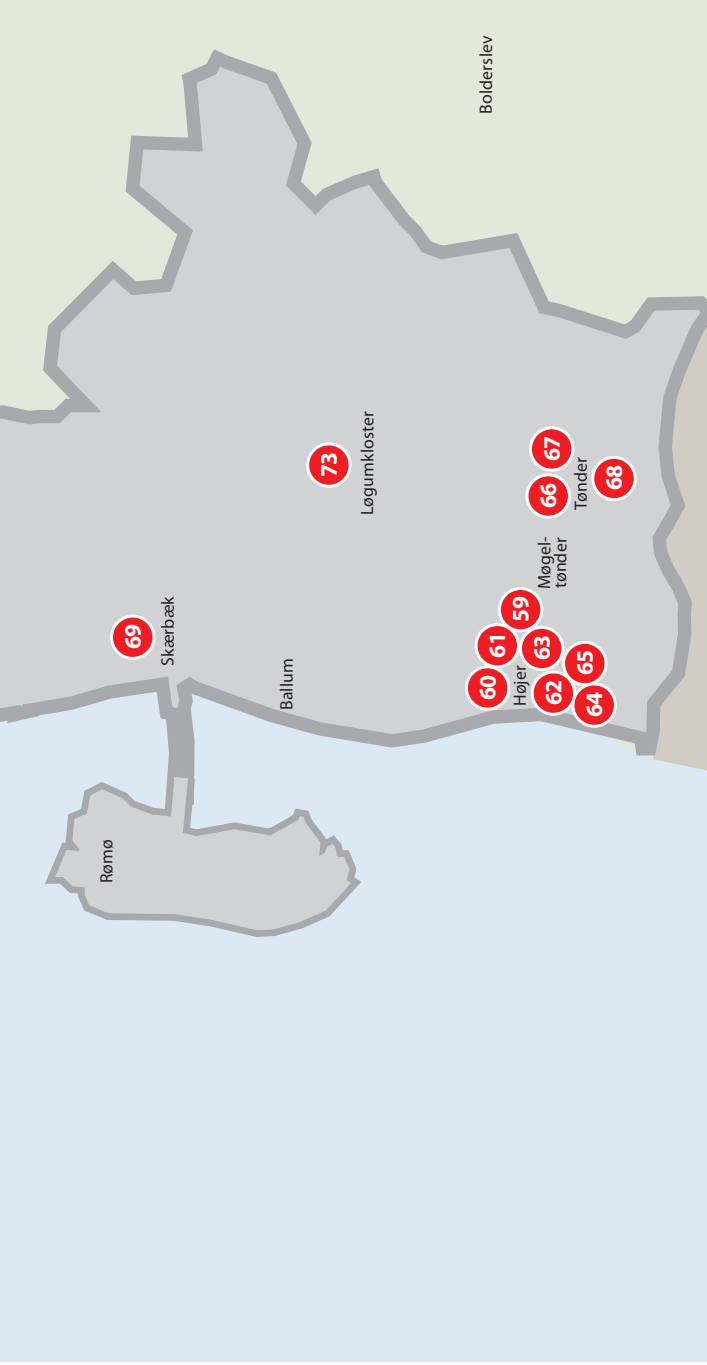 Bolderslev
73
Løgumkloster
67
66
Tønder
68
69
Skærbæk
Møgel-
tønder
59
61
63
60
Højer
65
62
64
Ballum
Rømø